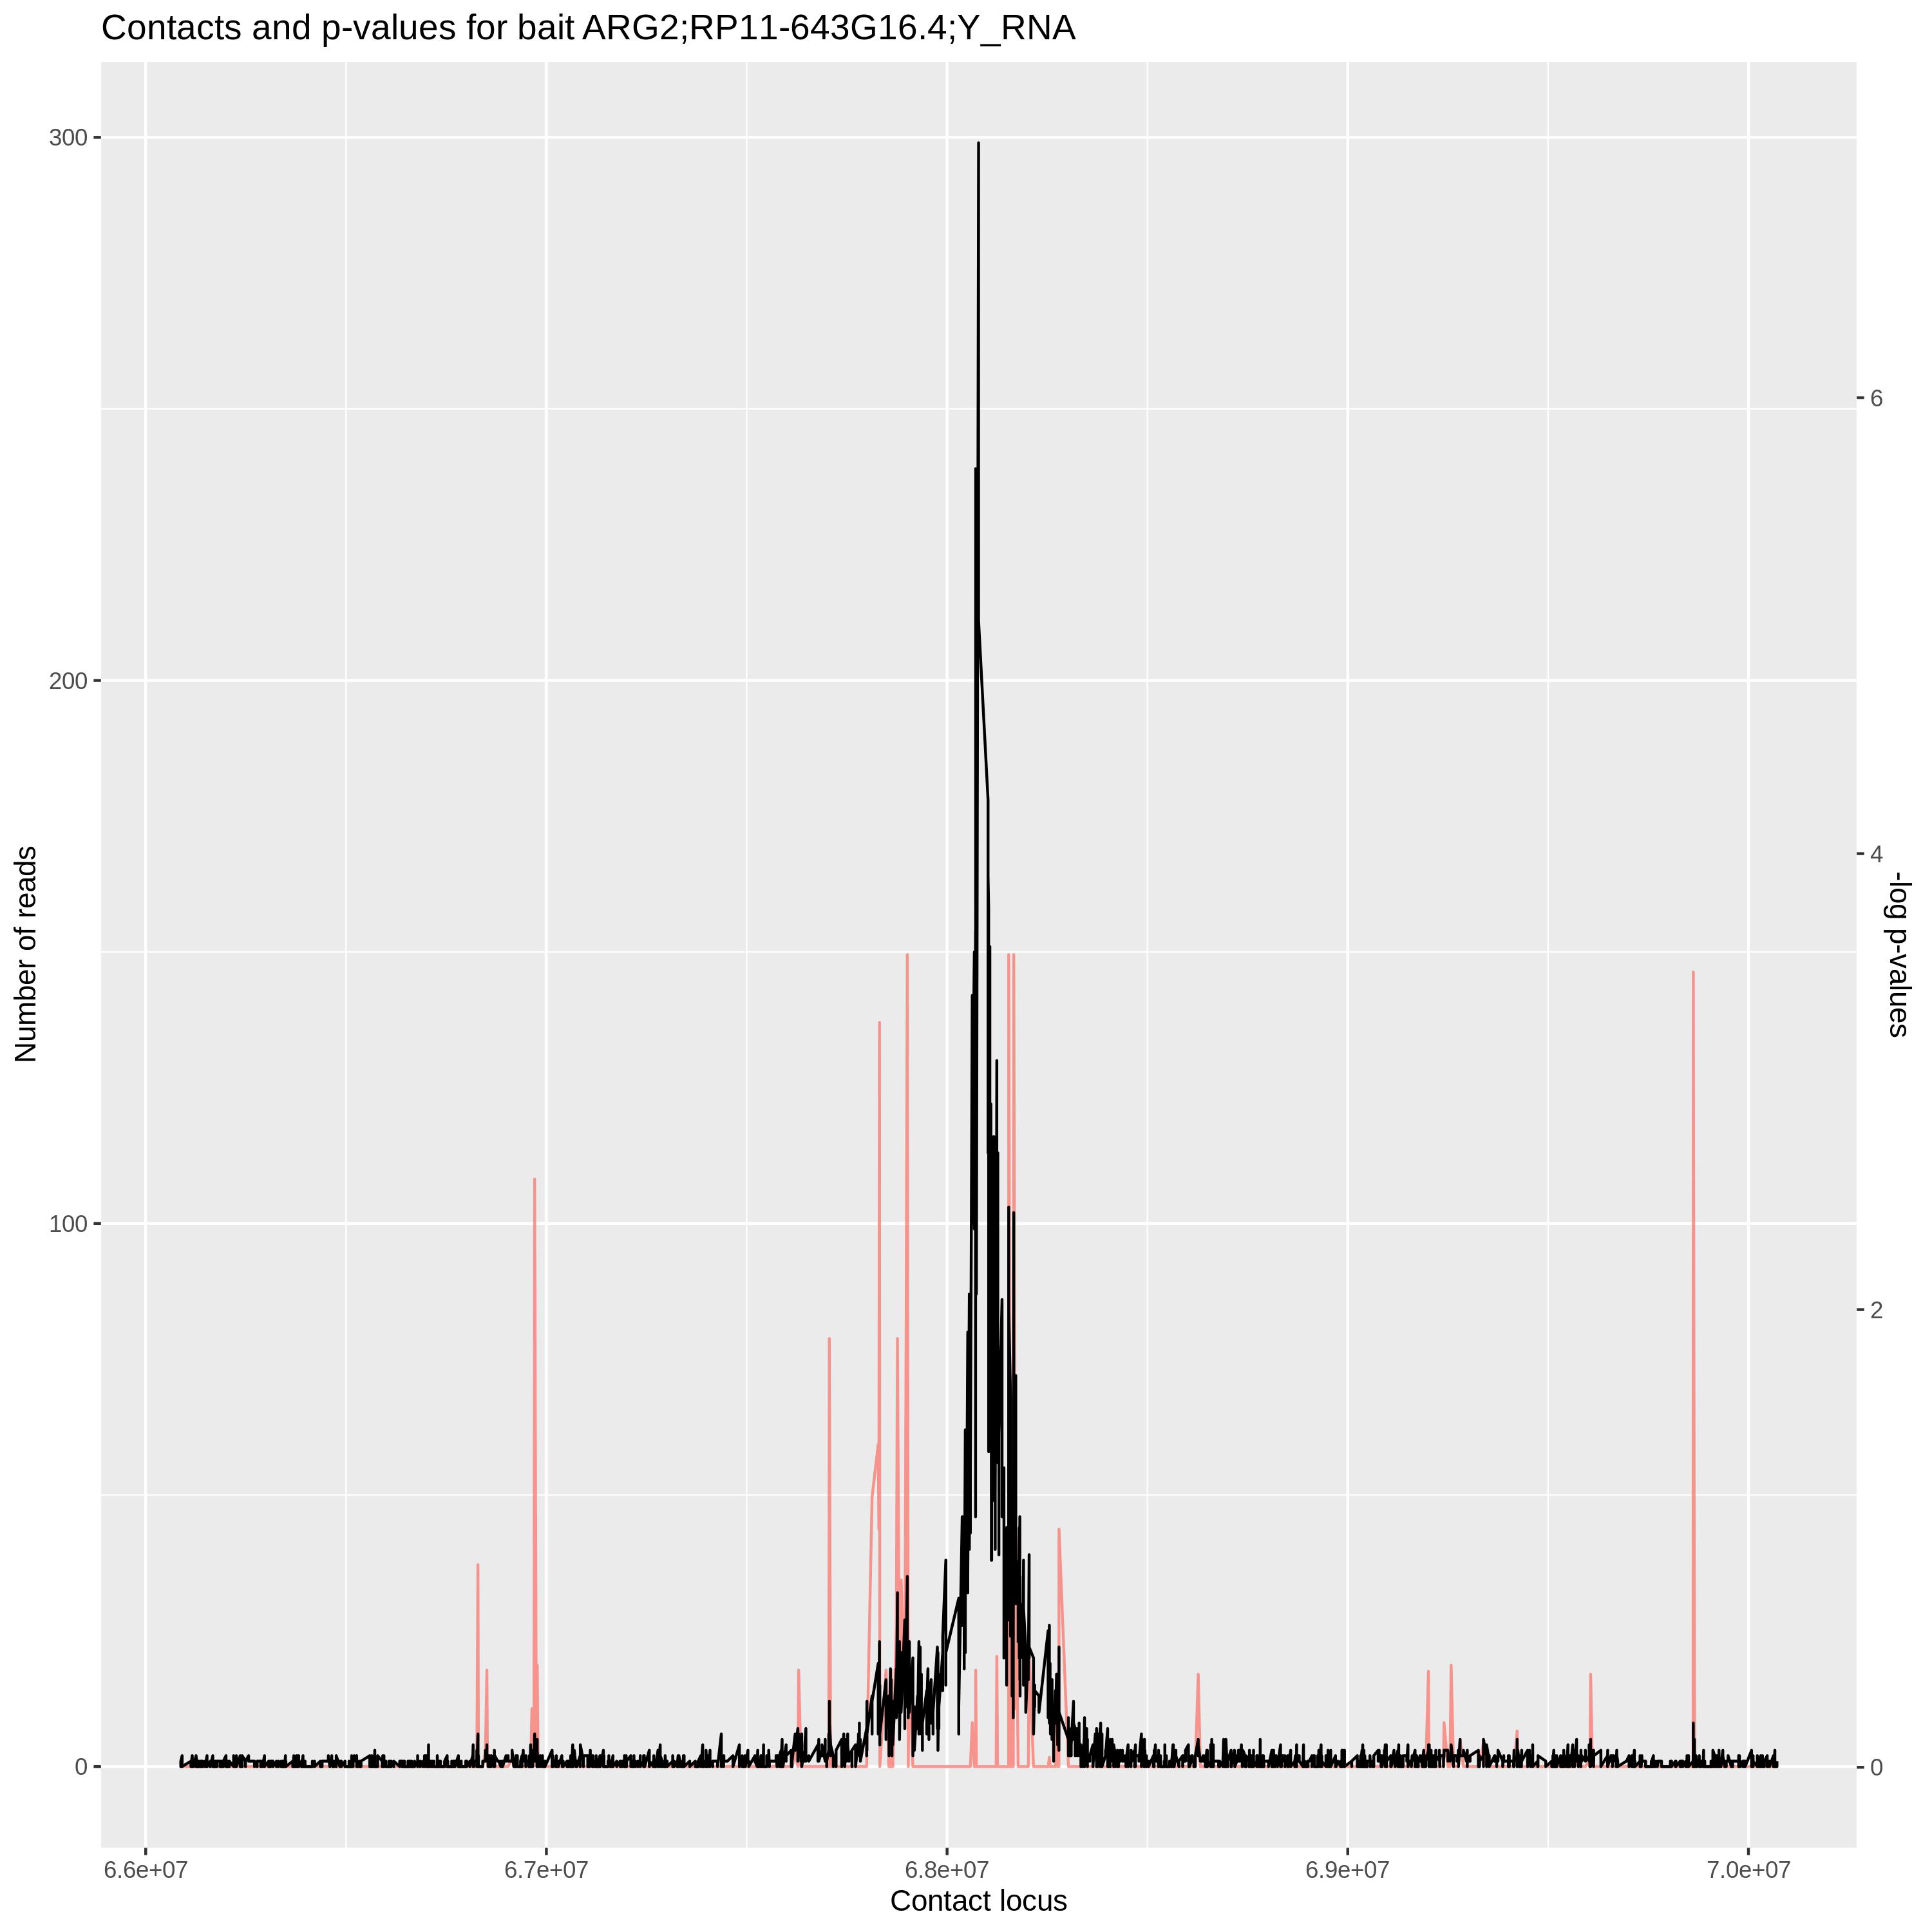 Contacts and p-values for bait ARG2;RP11-643G16.4;Y_RNA
300
200
100
0
Number of reads
6
4
2
0
-log p-values
6.6e+07 6.7e+07 6.8e+07 6.9e+07 7.0e+07
Contact locus